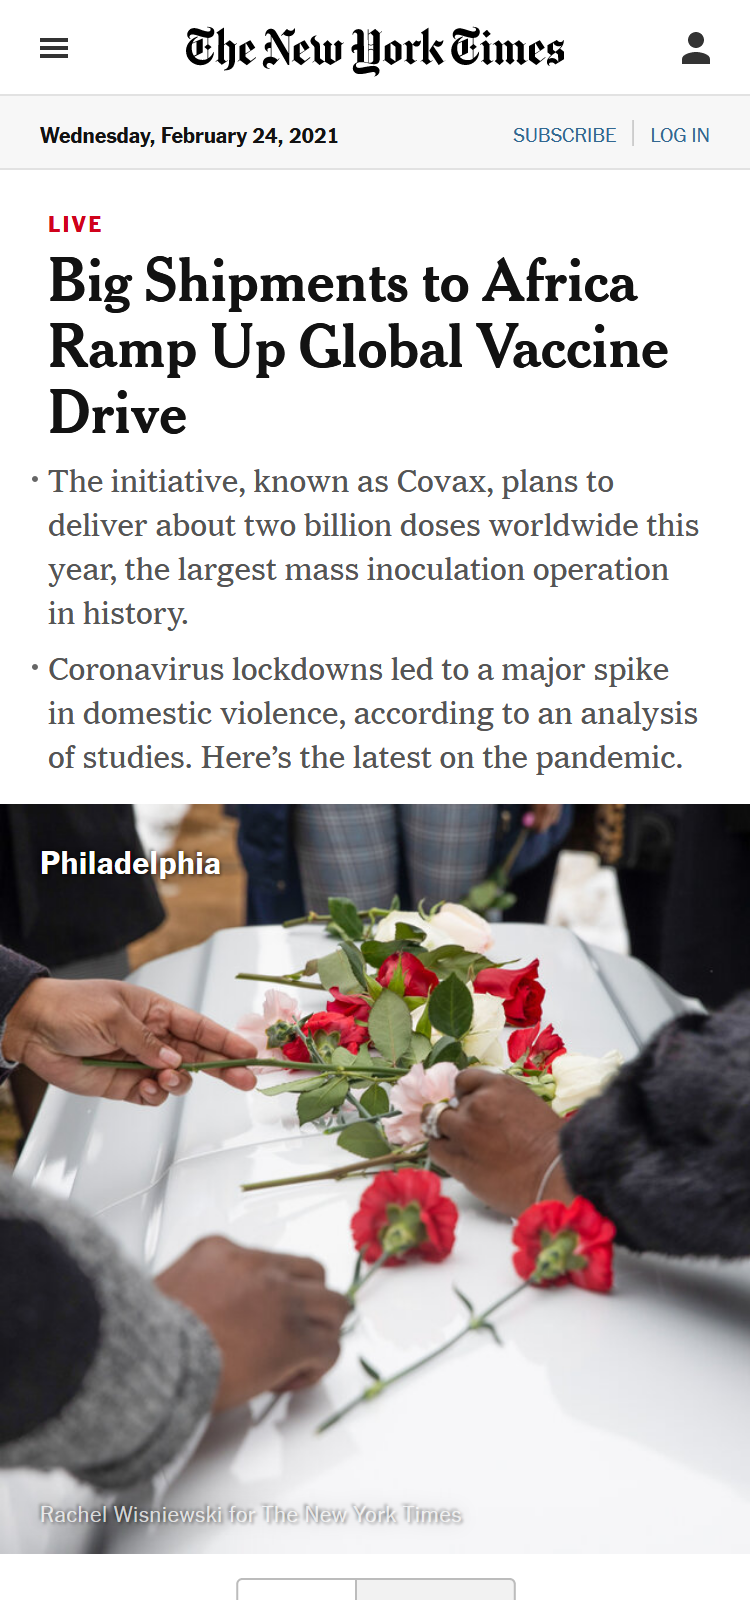 The New York Times
Wednesday, February 24, 2021
SUBSCRIBE
LOG IN
LIVE
Big Shipments to Africa
Ramp Up Global Vaccine
Drive
• The initiative, known as Covax, plans to
deliver about two billion doses worldwide this
year, the largest mass inoculation operation
in history.
• Coronavirus lockdowns led to a major spike
in domestic violence, according to an analysis
of studies. Here’s the latest on the pandemic.
Philadelphia
Rachel Wisniewski for The New York Times